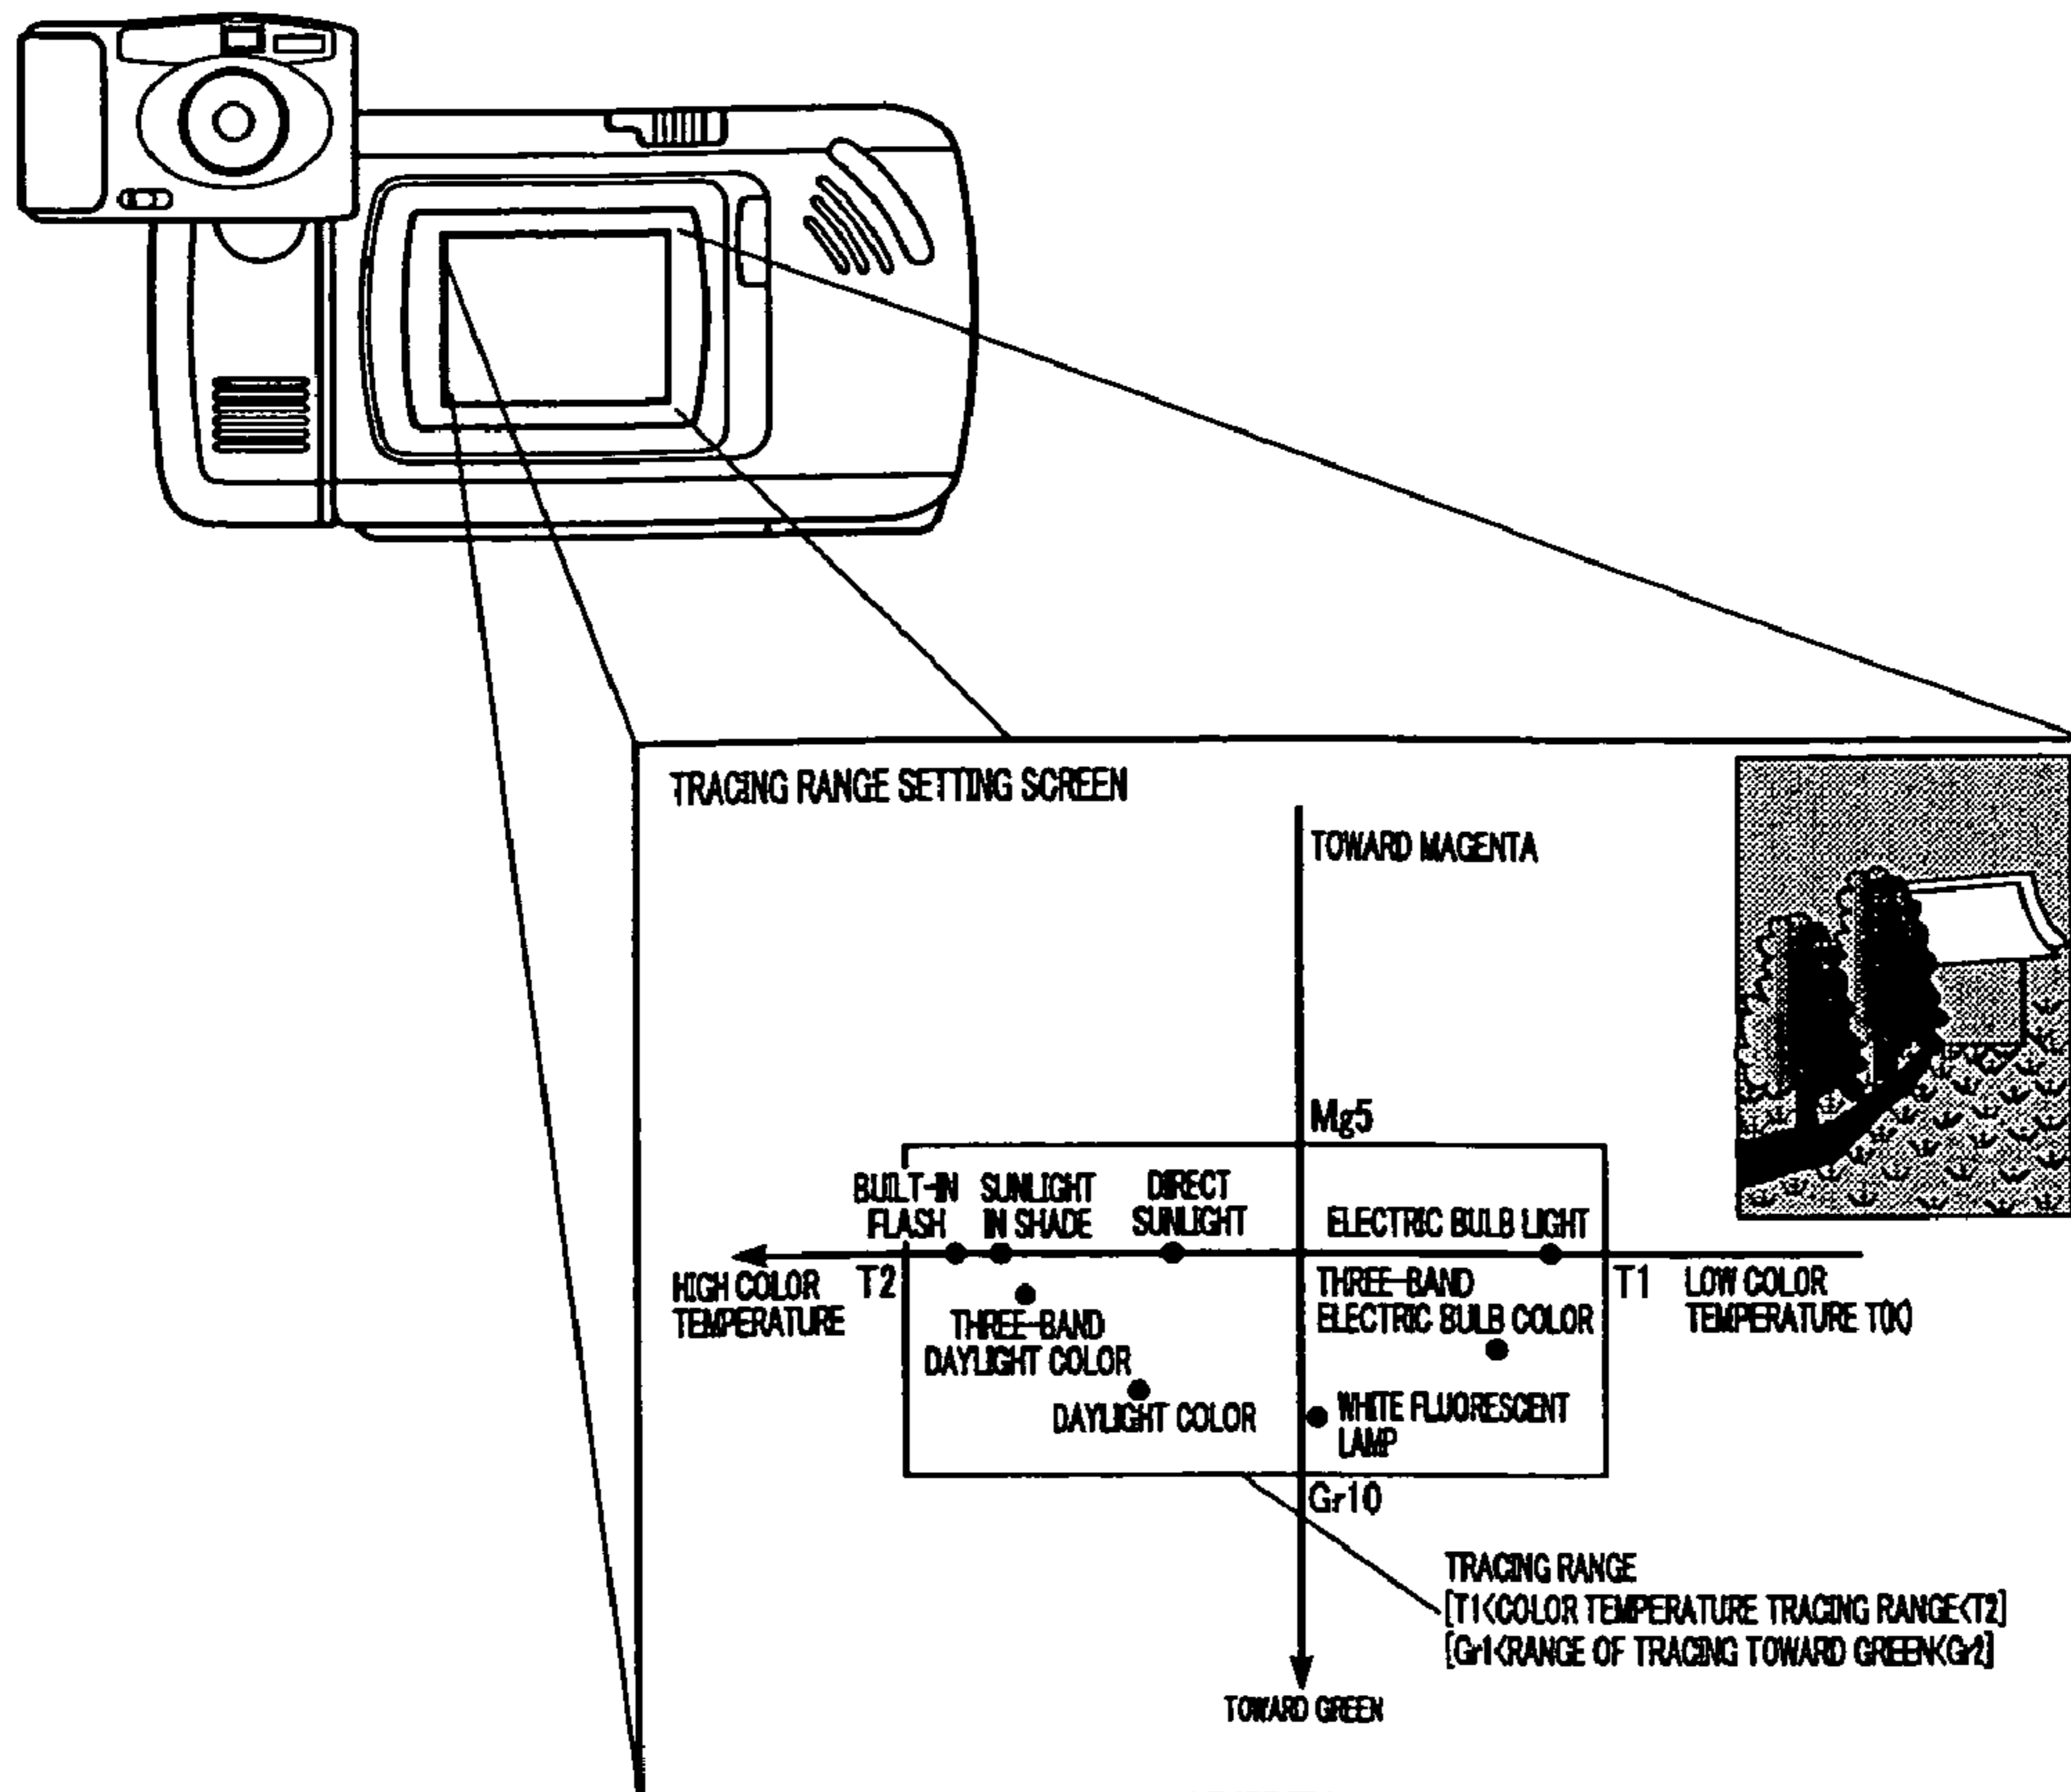 TRACING RANGE SETTING SCREEN
TOWARD MAGENTA
Mg5
BUILT-IN
FLASH
SUNLIGHT
IN SHADE
DIRECT
SUNLIGHT
ELECTRIC BULB LIGHT
HIGH COLOR
TEMPERATURE
T2
THREE-BAND
DAYLIGHT COLOR
DAYLIGHT COLOR
THREE-BAND
ELECTRIC BULB COLOR
WHITE FLUORESCENT
LAMP
T1
LOW COLOR
TEMPERATURE T(K)
Gr10
TRACING RANGE
[T1<COLOR TEMPERATURE TRACING RANGE<T2]
[Gr1<RANGE OF TRACING TOWARD GREEN<Gr2]
TOWARD GREEN